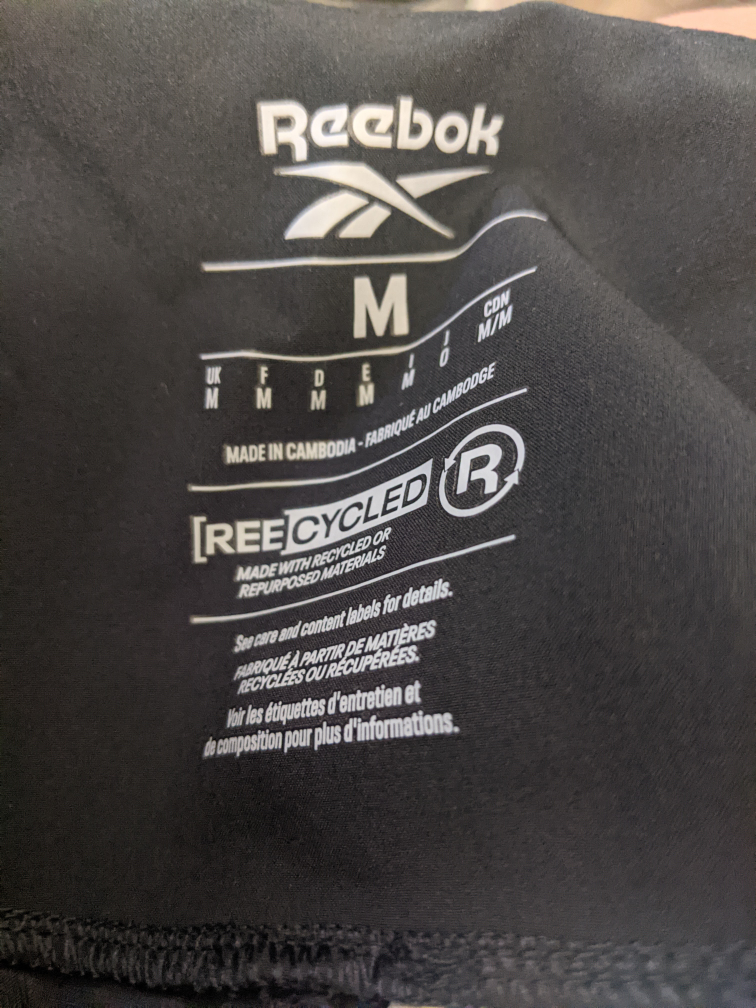 Reebok
M
UK F D E I J CDN
M M M M M O M/M
MADE IN CAMBODIA - FABRIQUÉ AU CAMBODGE
[REE]CYCLED R
MADE WITH RECYCLED OR
REPURPOSED MATERIALS
See care and content labels for details.
FABRIQUÉ À PARTIR DE MATIÈRES
RECYCLÉES OU RÉCUPÉRÉES.
Voir les étiquettes d'entretien et
de composition pour plus d'informations.